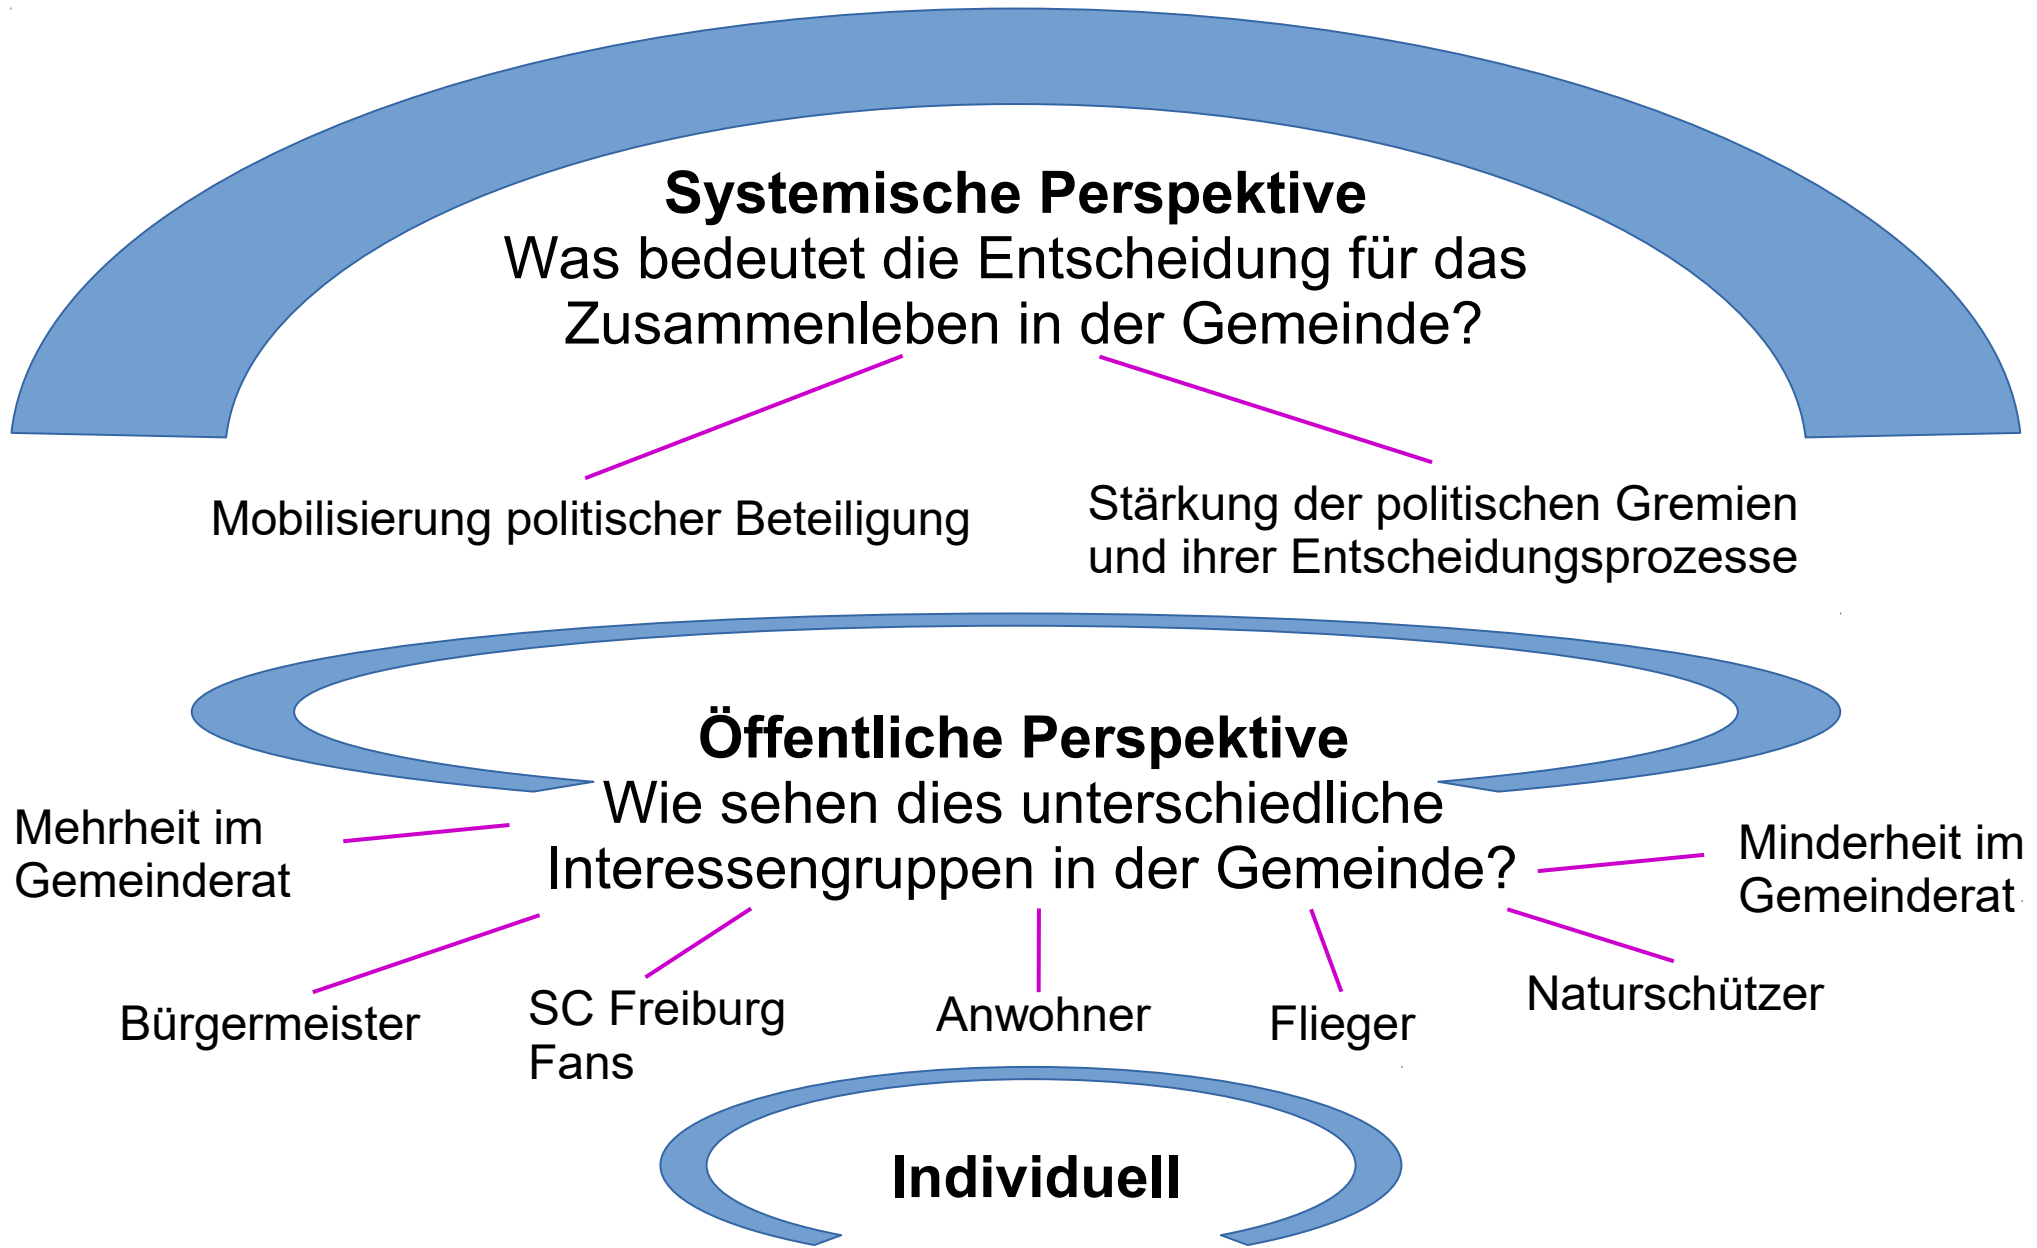 Systemische Perspektive
Was bedeutet die Entscheidung für das
Zusammenleben in der Gemeinde?
Mobilisierung politischer Beteiligung
Stärkung der politischen Gremien
und ihrer Entscheidungsprozesse
Öffentliche Perspektive
Wie sehen dies unterschiedliche
Interessengruppen in der Gemeinde?
Mehrheit im
Gemeinderat
Minderheit im
Gemeinderat
Bürgermeister
SC Freiburg
Fans
Anwohner
Flieger
Naturschützer
Individuell